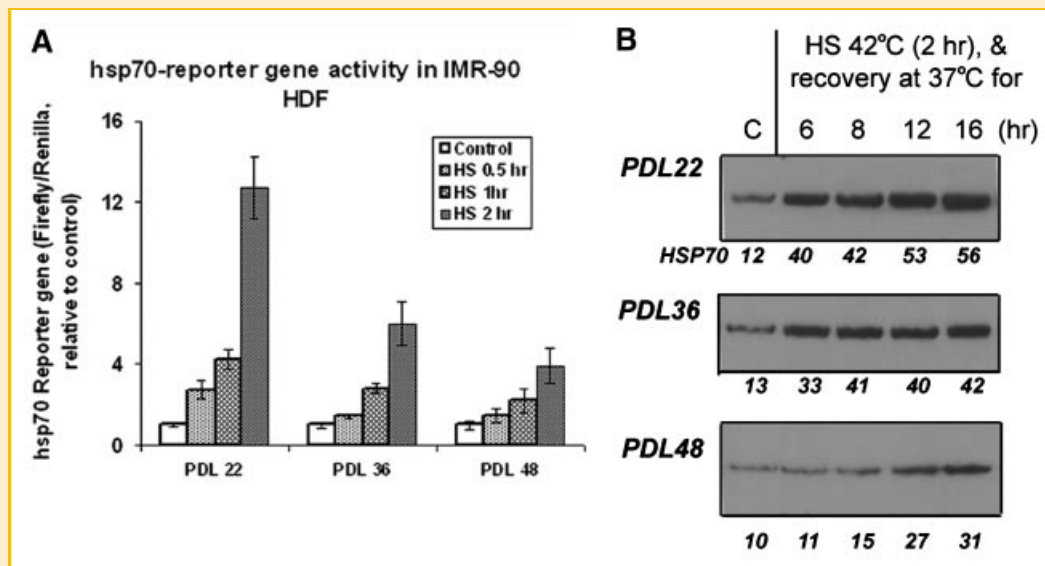 A
hsp70-reporter gene activity in IMR-90
HDF
hsp70 Reporter gene (Firefly/Renilla,
relative to control)
16
12
8
4
0
Control
HS 0.5 hr
HS 1hr
HS 2 hr
PDL 22
PDL 36
PDL 48
B
HS 42°C (2 hr), &
recovery at 37°C for
C 6 8 12 16 (hr)
PDL22
HSP70 12 40 42 53 56
PDL36
13 33 41 40 42
PDL48
10 11 15 27 31